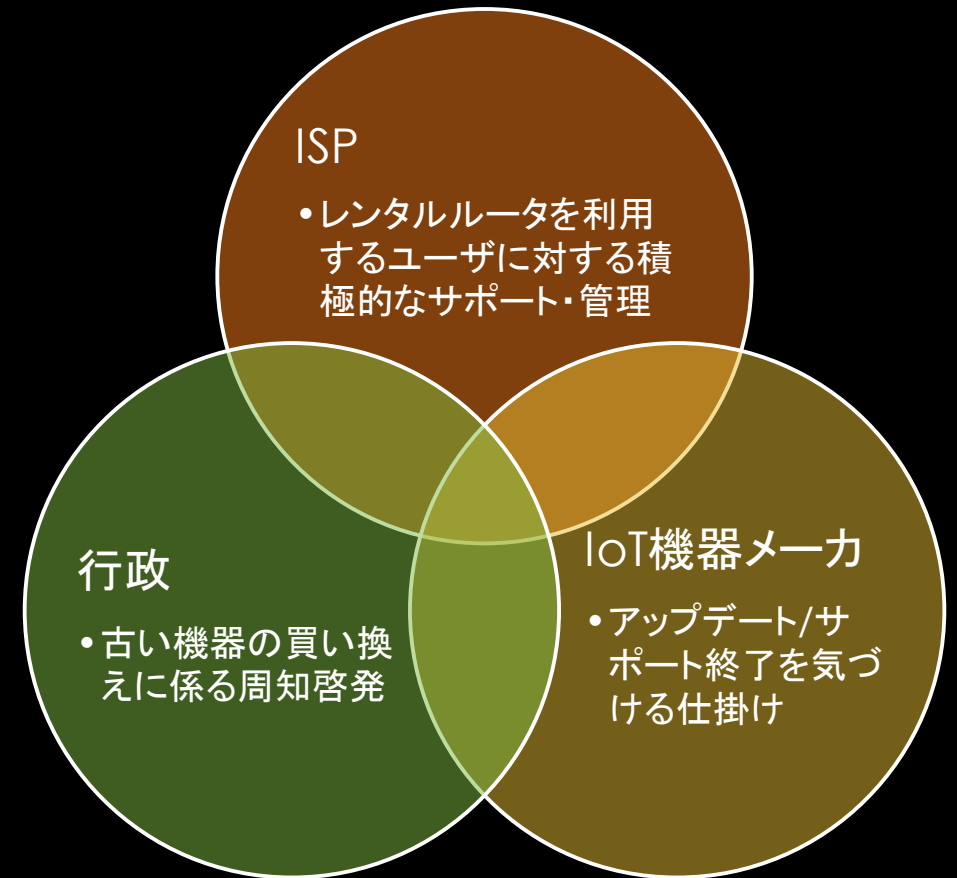 ISP
•レンタルルータを利用
するユーザに対する積
極的なサポート・管理
行政
•古い機器の買い換
えに係る周知啓発
IoT機器メーカ
•アップデート/サ
ポート終了を気づ
ける仕掛け